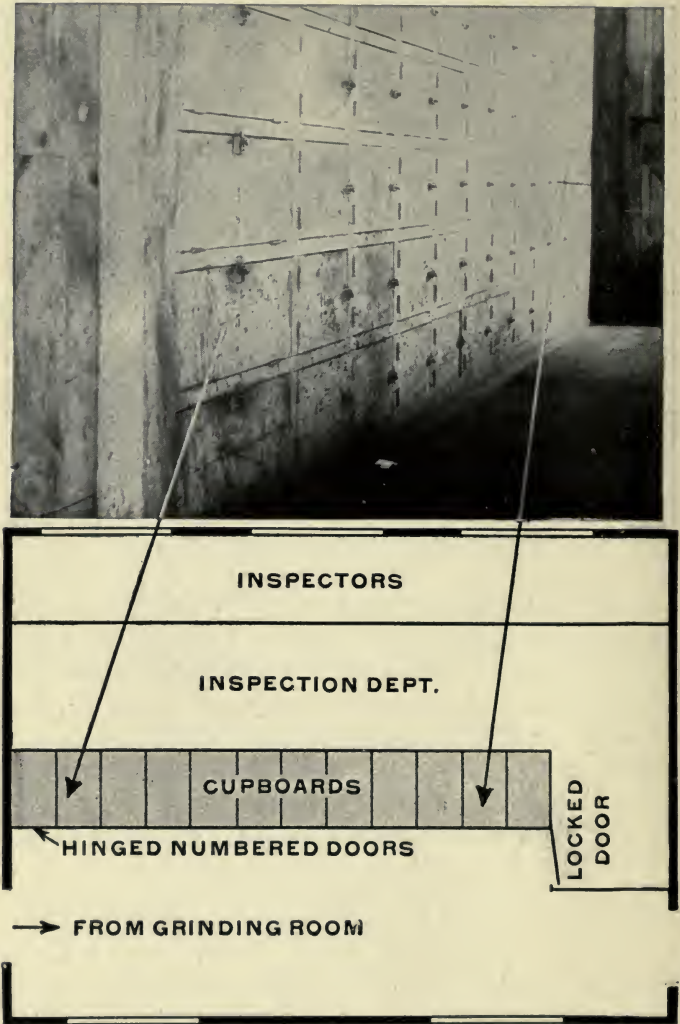 INSPECTORS
INSPECTION DEPT.
CUPBOARDS
LOCKED
DOOR
HINGED NUMBERED DOORS
FROM GRINDING ROOM